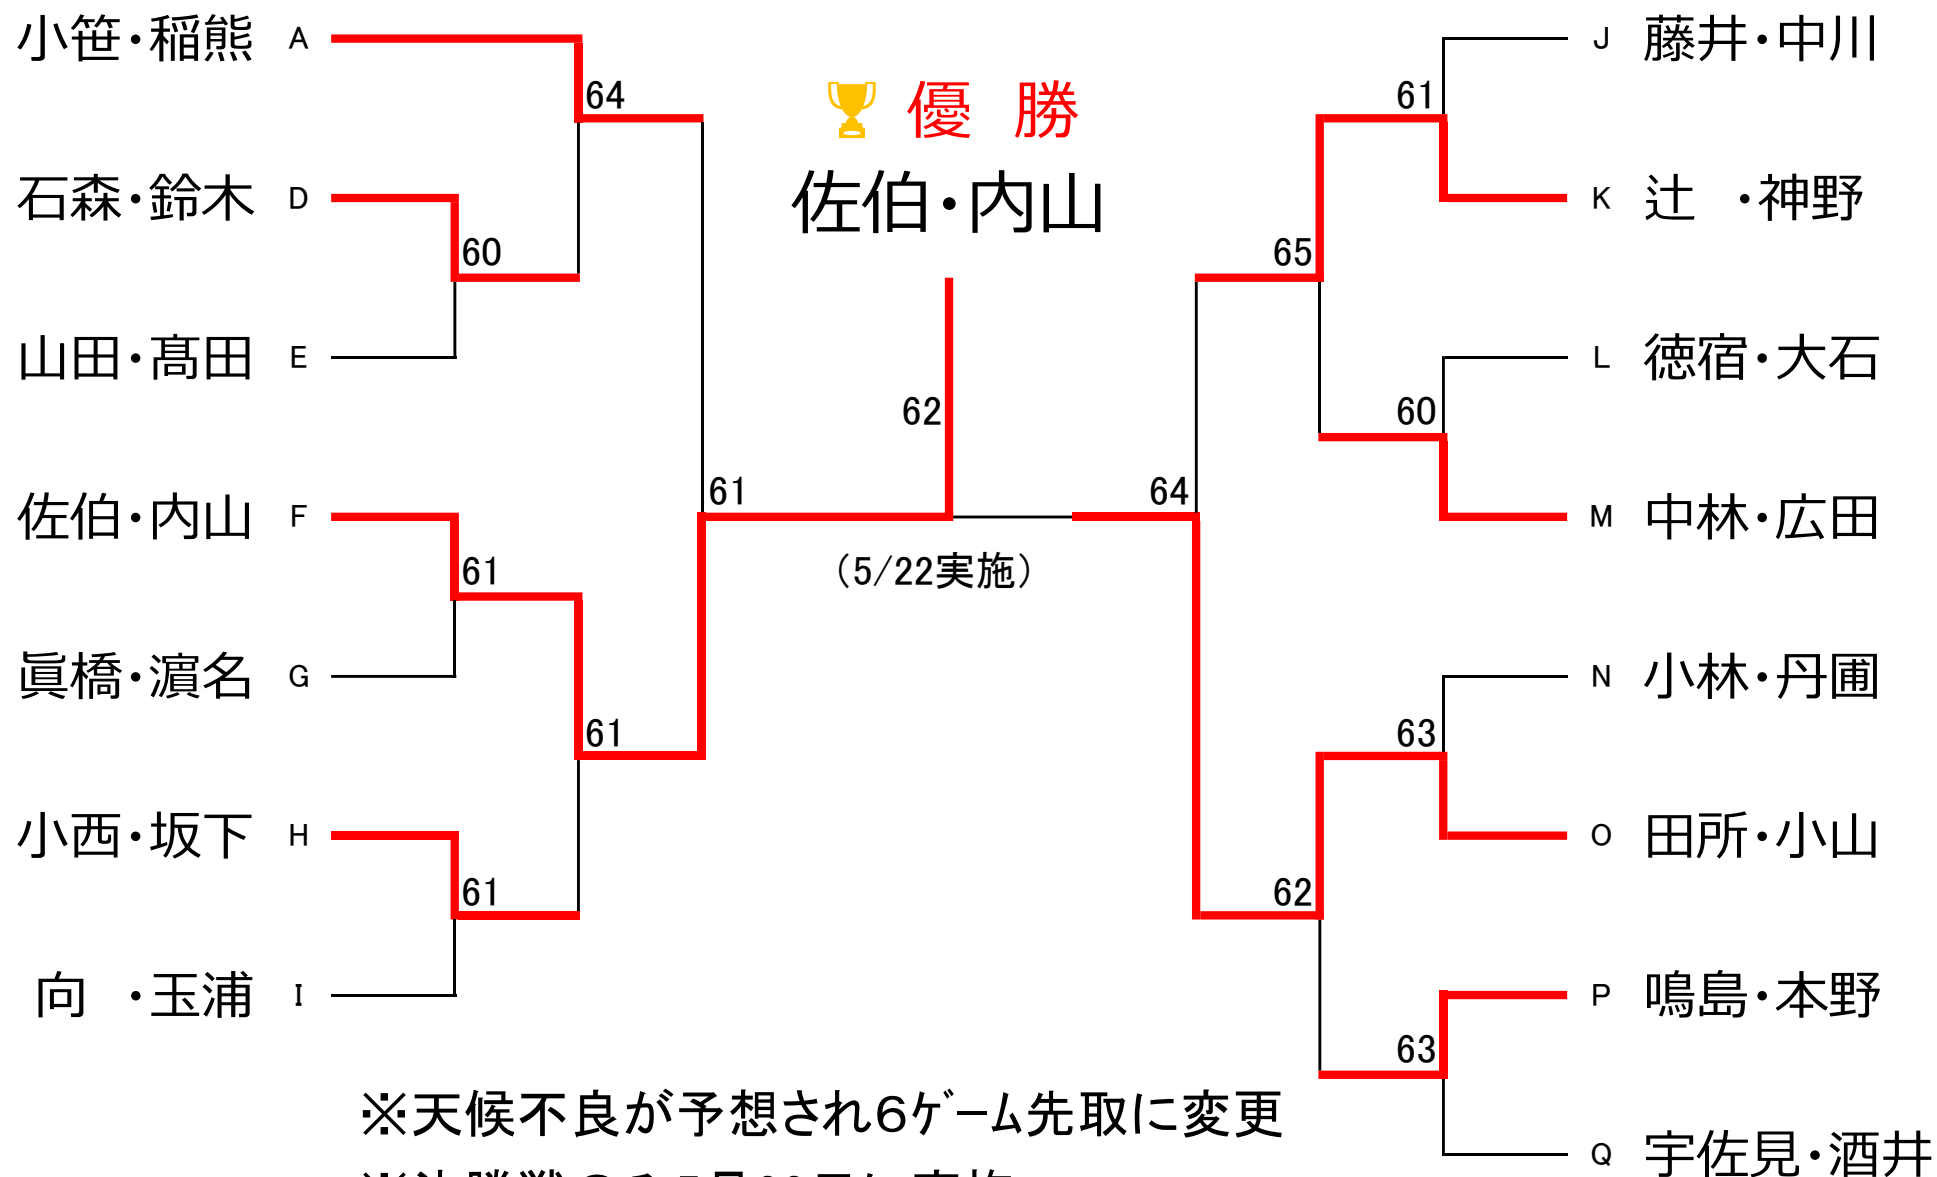 小笹・稲熊 A
64
石森・鈴木 D
60
山田・髙田 E
佐伯・内山 F
61
眞橋・濵名 G
61
小西・坂下 H
61
向　・玉浦 I
61
優　勝
佐伯・内山
62
（5/22実施）
64
J 藤井・中川
61
K 辻　・神野
65
L 徳宿・大石
60
M 中林・広田
N 小林・丹圃
63
O 田所・小山
62
P 鳴島・本野
63
Q 宇佐見・酒井
※天候不良が予想され６ｹﾞｰﾑ先取に変更